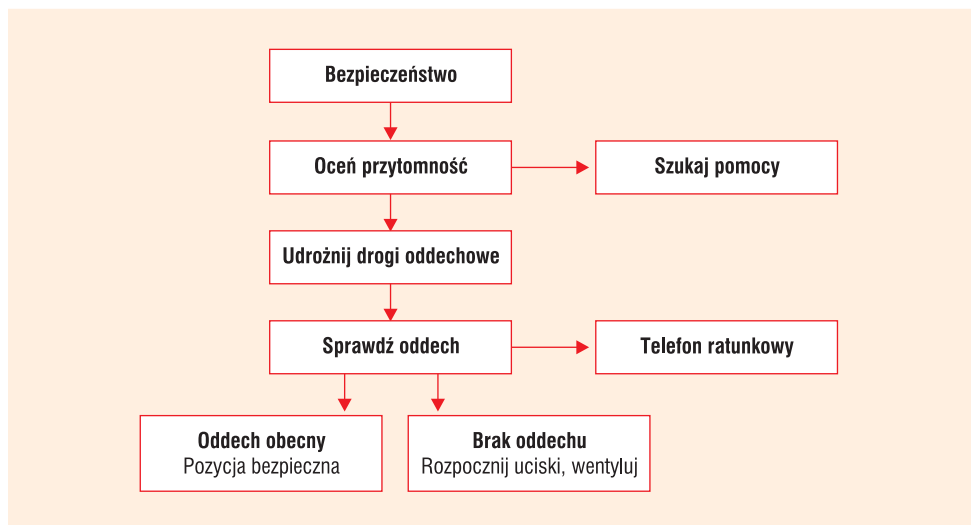 Bezpieczeństwo
Oceń przytomność
Szukaj pomocy
Udrożnij drogi oddechowe
Sprawdź oddech
Telefon ratunkowy
Oddech obecny
Pozycja bezpieczna
Brak oddechu
Rozpocznij uciski, wentyluj